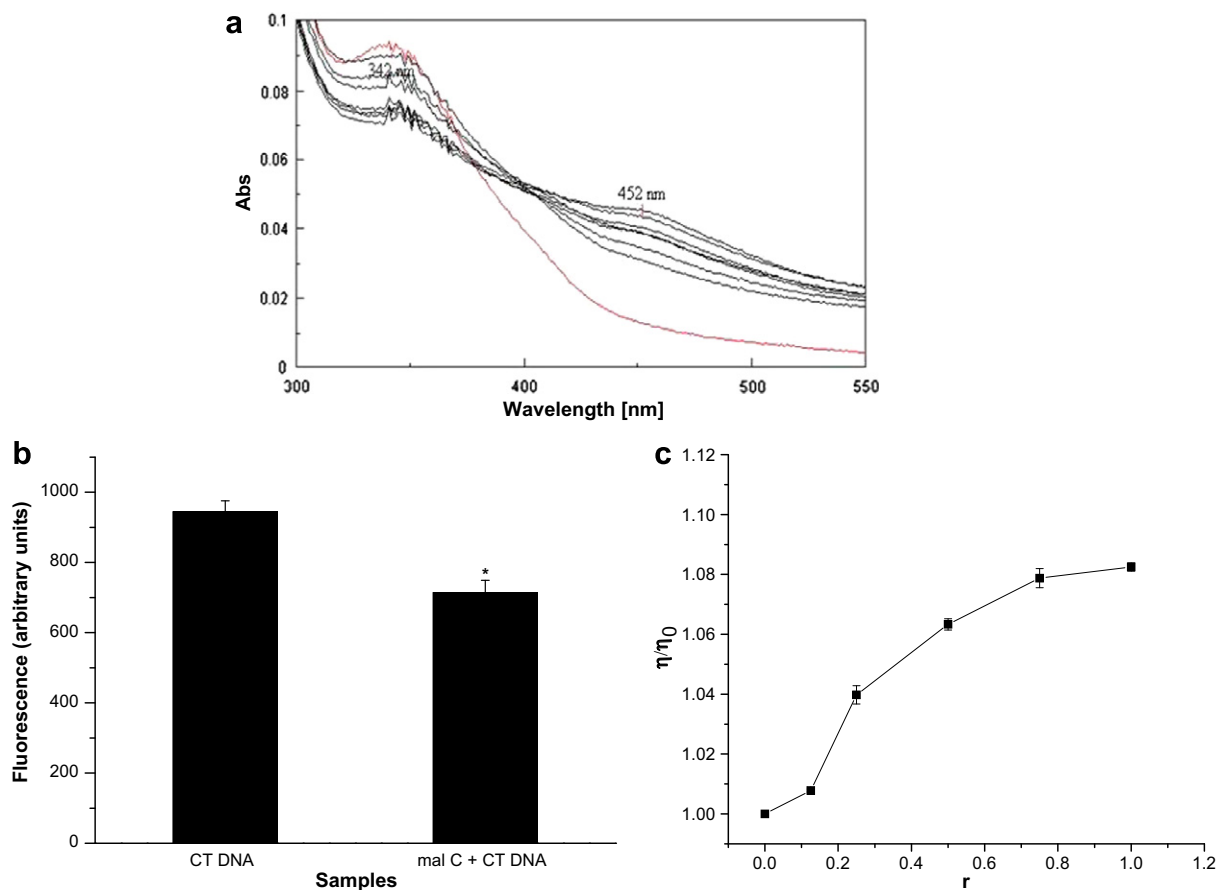 a
0.1
0.08
0.06
0.04
0.02
0
Abs
342 nm
452 nm
300
400
500
550
Wavelength [nm]
b
1000
800
600
400
200
0
Fluorescence (arbitrary units)
*
CT DNA
mal C + CT DNA
Samples
c
1.12
1.10
1.08
1.06
1.04
1.02
1.00
η/η0
0.0
0.2
0.4
0.6
0.8
1.0
1.2
r